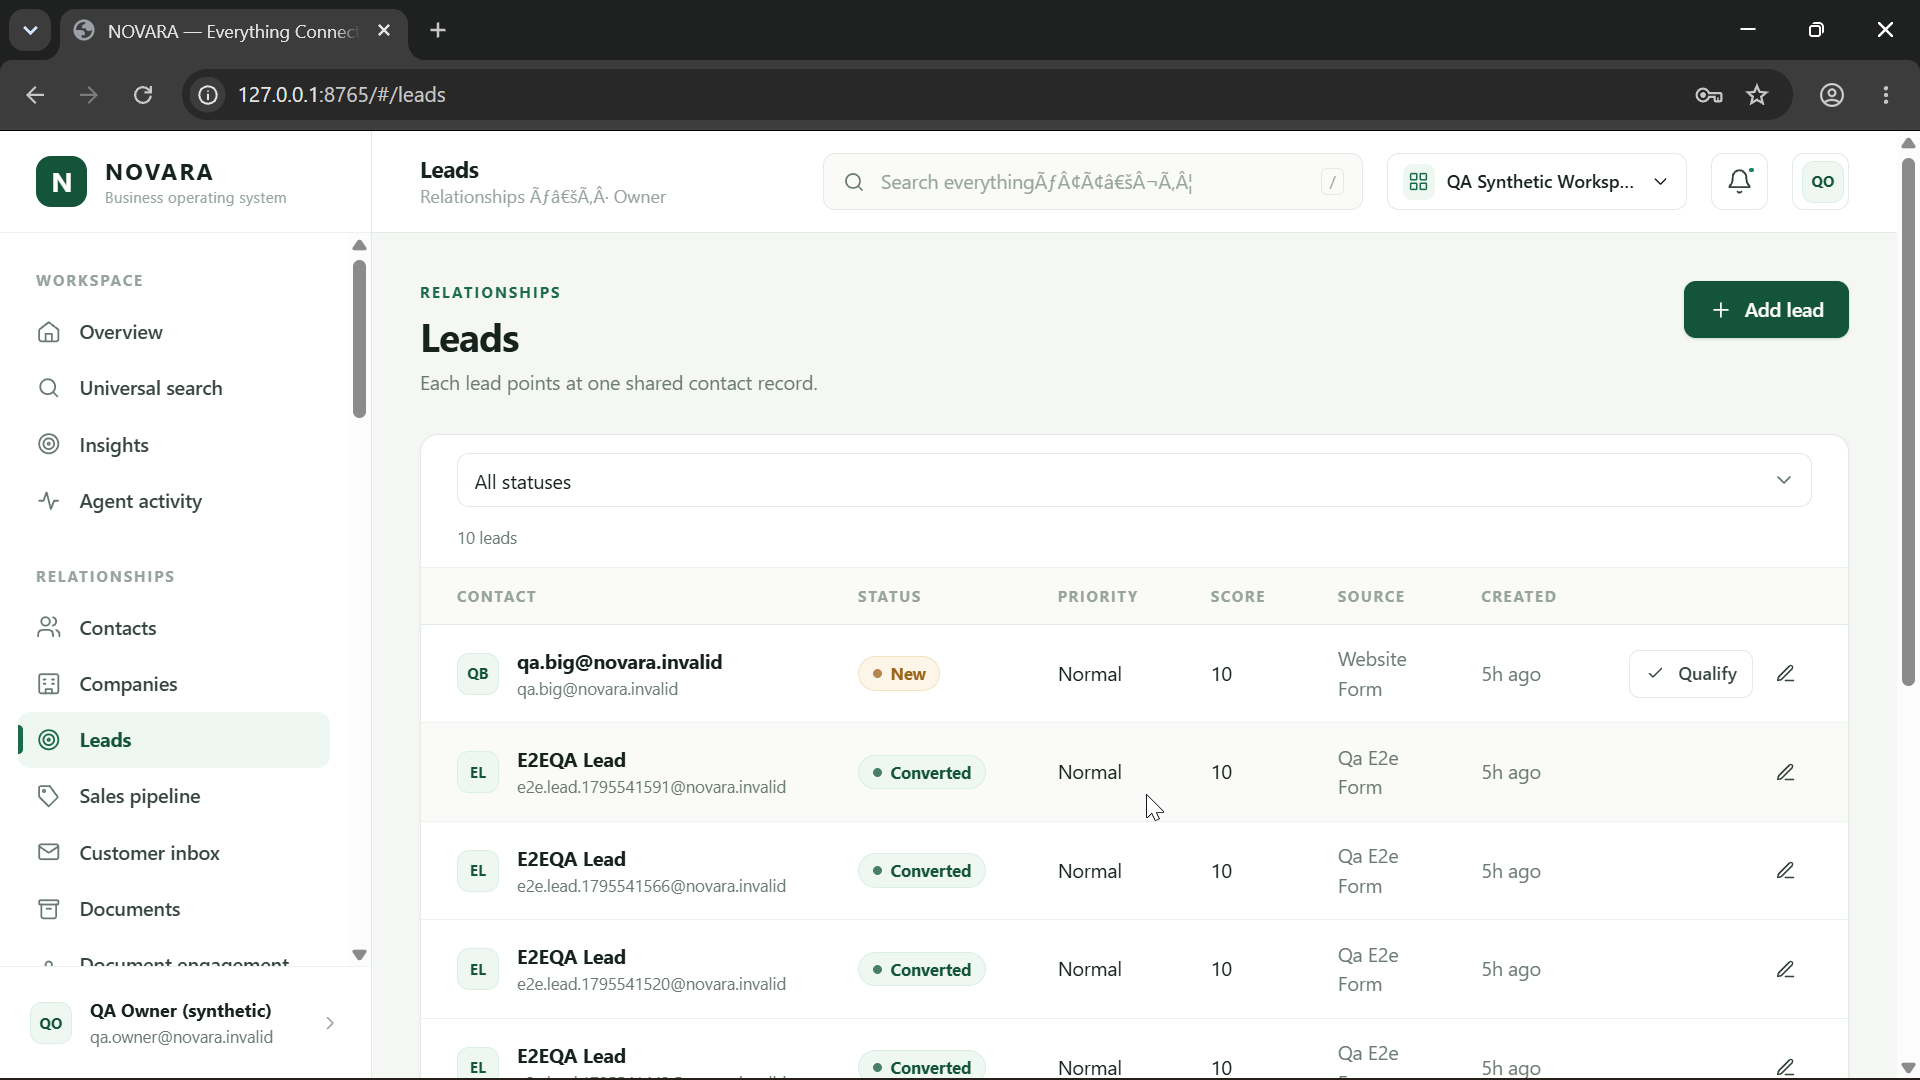 NOVARA — Everything Connec
127.0.0.1:8765/#/leads
N
NOVARA
Business operating system
Leads
Relationships Ãƒâ€šÃ‚Â· Owner
Search everythingÃƒÂ¢Ã¢â€šÂ¬Ã‚Â¦
/
QA Synthetic Worksp...
QO
WORKSPACE
Overview
Universal search
Insights
Agent activity
RELATIONSHIPS
Contacts
Companies
Leads
Sales pipeline
Customer inbox
Documents
Document engagement
QO
QA Owner (synthetic)
qa.owner@novara.invalid
RELATIONSHIPS
Leads
Each lead points at one shared contact record.
Add lead
All statuses
10 leads
CONTACT STATUS PRIORITY SCORE SOURCE CREATED
QB qa.big@novara.invalid
qa.big@novara.invalid
New Normal 10 Website Form 5h ago Qualify
EL E2EQA Lead
e2e.lead.1795541591@novara.invalid
Converted Normal 10 Qa E2e Form 5h ago
EL E2EQA Lead
e2e.lead.1795541566@novara.invalid
Converted Normal 10 Qa E2e Form 5h ago
EL E2EQA Lead
e2e.lead.1795541520@novara.invalid
Converted Normal 10 Qa E2e Form 5h ago
EL E2EQA Lead
Converted Normal 10 Qa E2e 5h ago